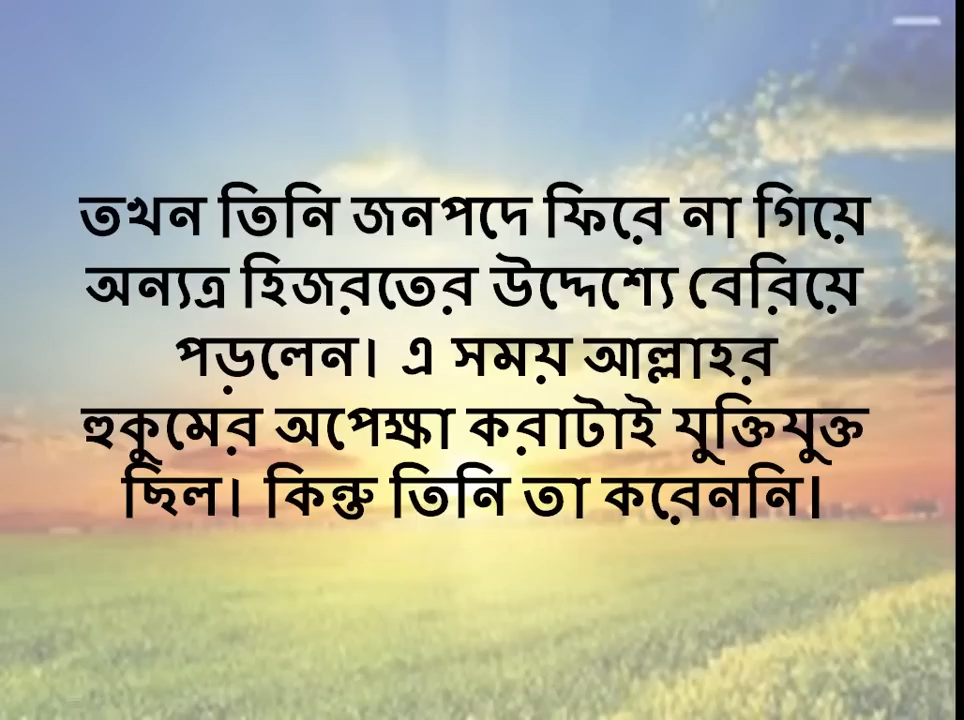 তখন তিনি জনপদে ফিরে না গিয়ে
অন্যত্র হিজরতের উদ্দেশ্যে বেরিয়ে
পড়লেন। এ সময় আল্লাহর
হুকুমের অপেক্ষা করাটাই যুক্তিযুক্ত
ছিল। কিন্তু তিনি তা করেননি।